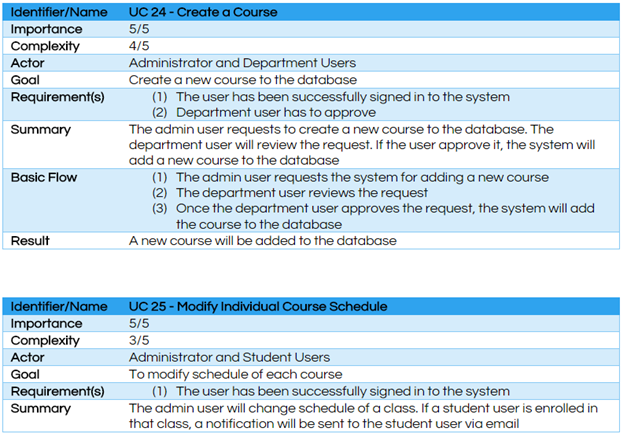 Identifier/Name UC 24 - Create a Course
Importance 5/5
Complexity 4/5
Actor Administrator and Department Users
Goal Create a new course to the database
Requirement(s) (1) The user has been successfully signed in to the system
(2) Department user has to approve
Summary The admin user requests to create a new course to the database. The
department user will review the request. If the user approve it, the system will
add a new course to the database
Basic Flow (1) The admin user requests the system for adding a new course
(2) The department user reviews the request
(3) Once the department user approves the request, the system will add
the course to the database
Result A new course will be added to the database
Identifier/Name UC 25 - Modify Individual Course Schedule
Importance 5/5
Complexity 3/5
Actor Administrator and Student Users
Goal To modify schedule of each course
Requirement(s) (1) The user has been successfully signed in to the system
Summary The admin user will change schedule of a class. If a student user is enrolled in
that class, a notification will be sent to the student user via email